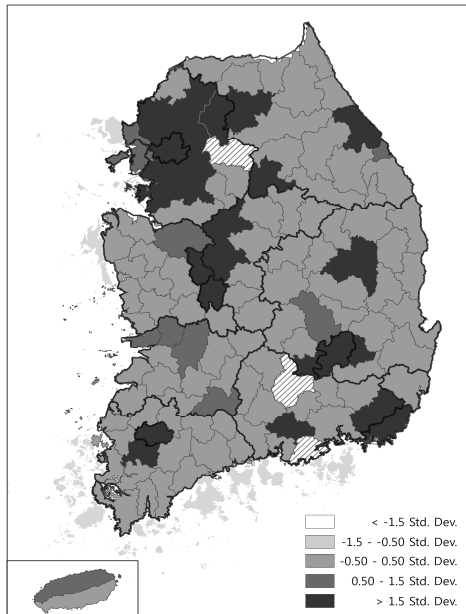 < -1.5 Std. Dev.
-1.5 - -0.50 Std. Dev.
-0.50 - 0.50 Std. Dev.
0.50 - 1.5 Std. Dev.
> 1.5 Std. Dev.